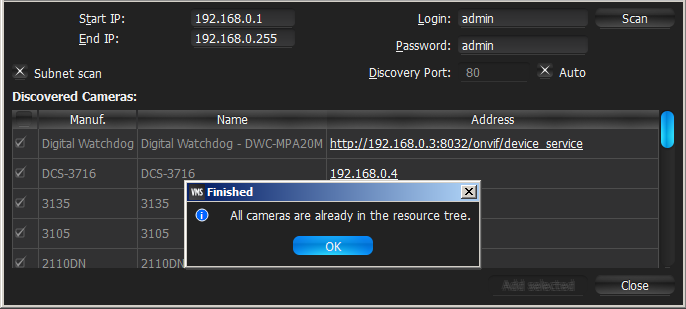 Start IP: 192.168.0.1 Login: admin Scan
End IP: 192.168.0.255
Password: admin
Subnet scan Discovery Port: 80 Auto
Discovered Cameras:
Manuf. Name Address
Digital Watchdog Digital Watchdog - DWC-MPA20M http://192.168.0.3:8032/onvif/device_service
DCS-3716 DCS-3716 192.168.0.4
VMS Finished
3135 3135
All cameras are already in the resource tree.
3105 3105
OK
2110DN 2110DN
Add selected Close